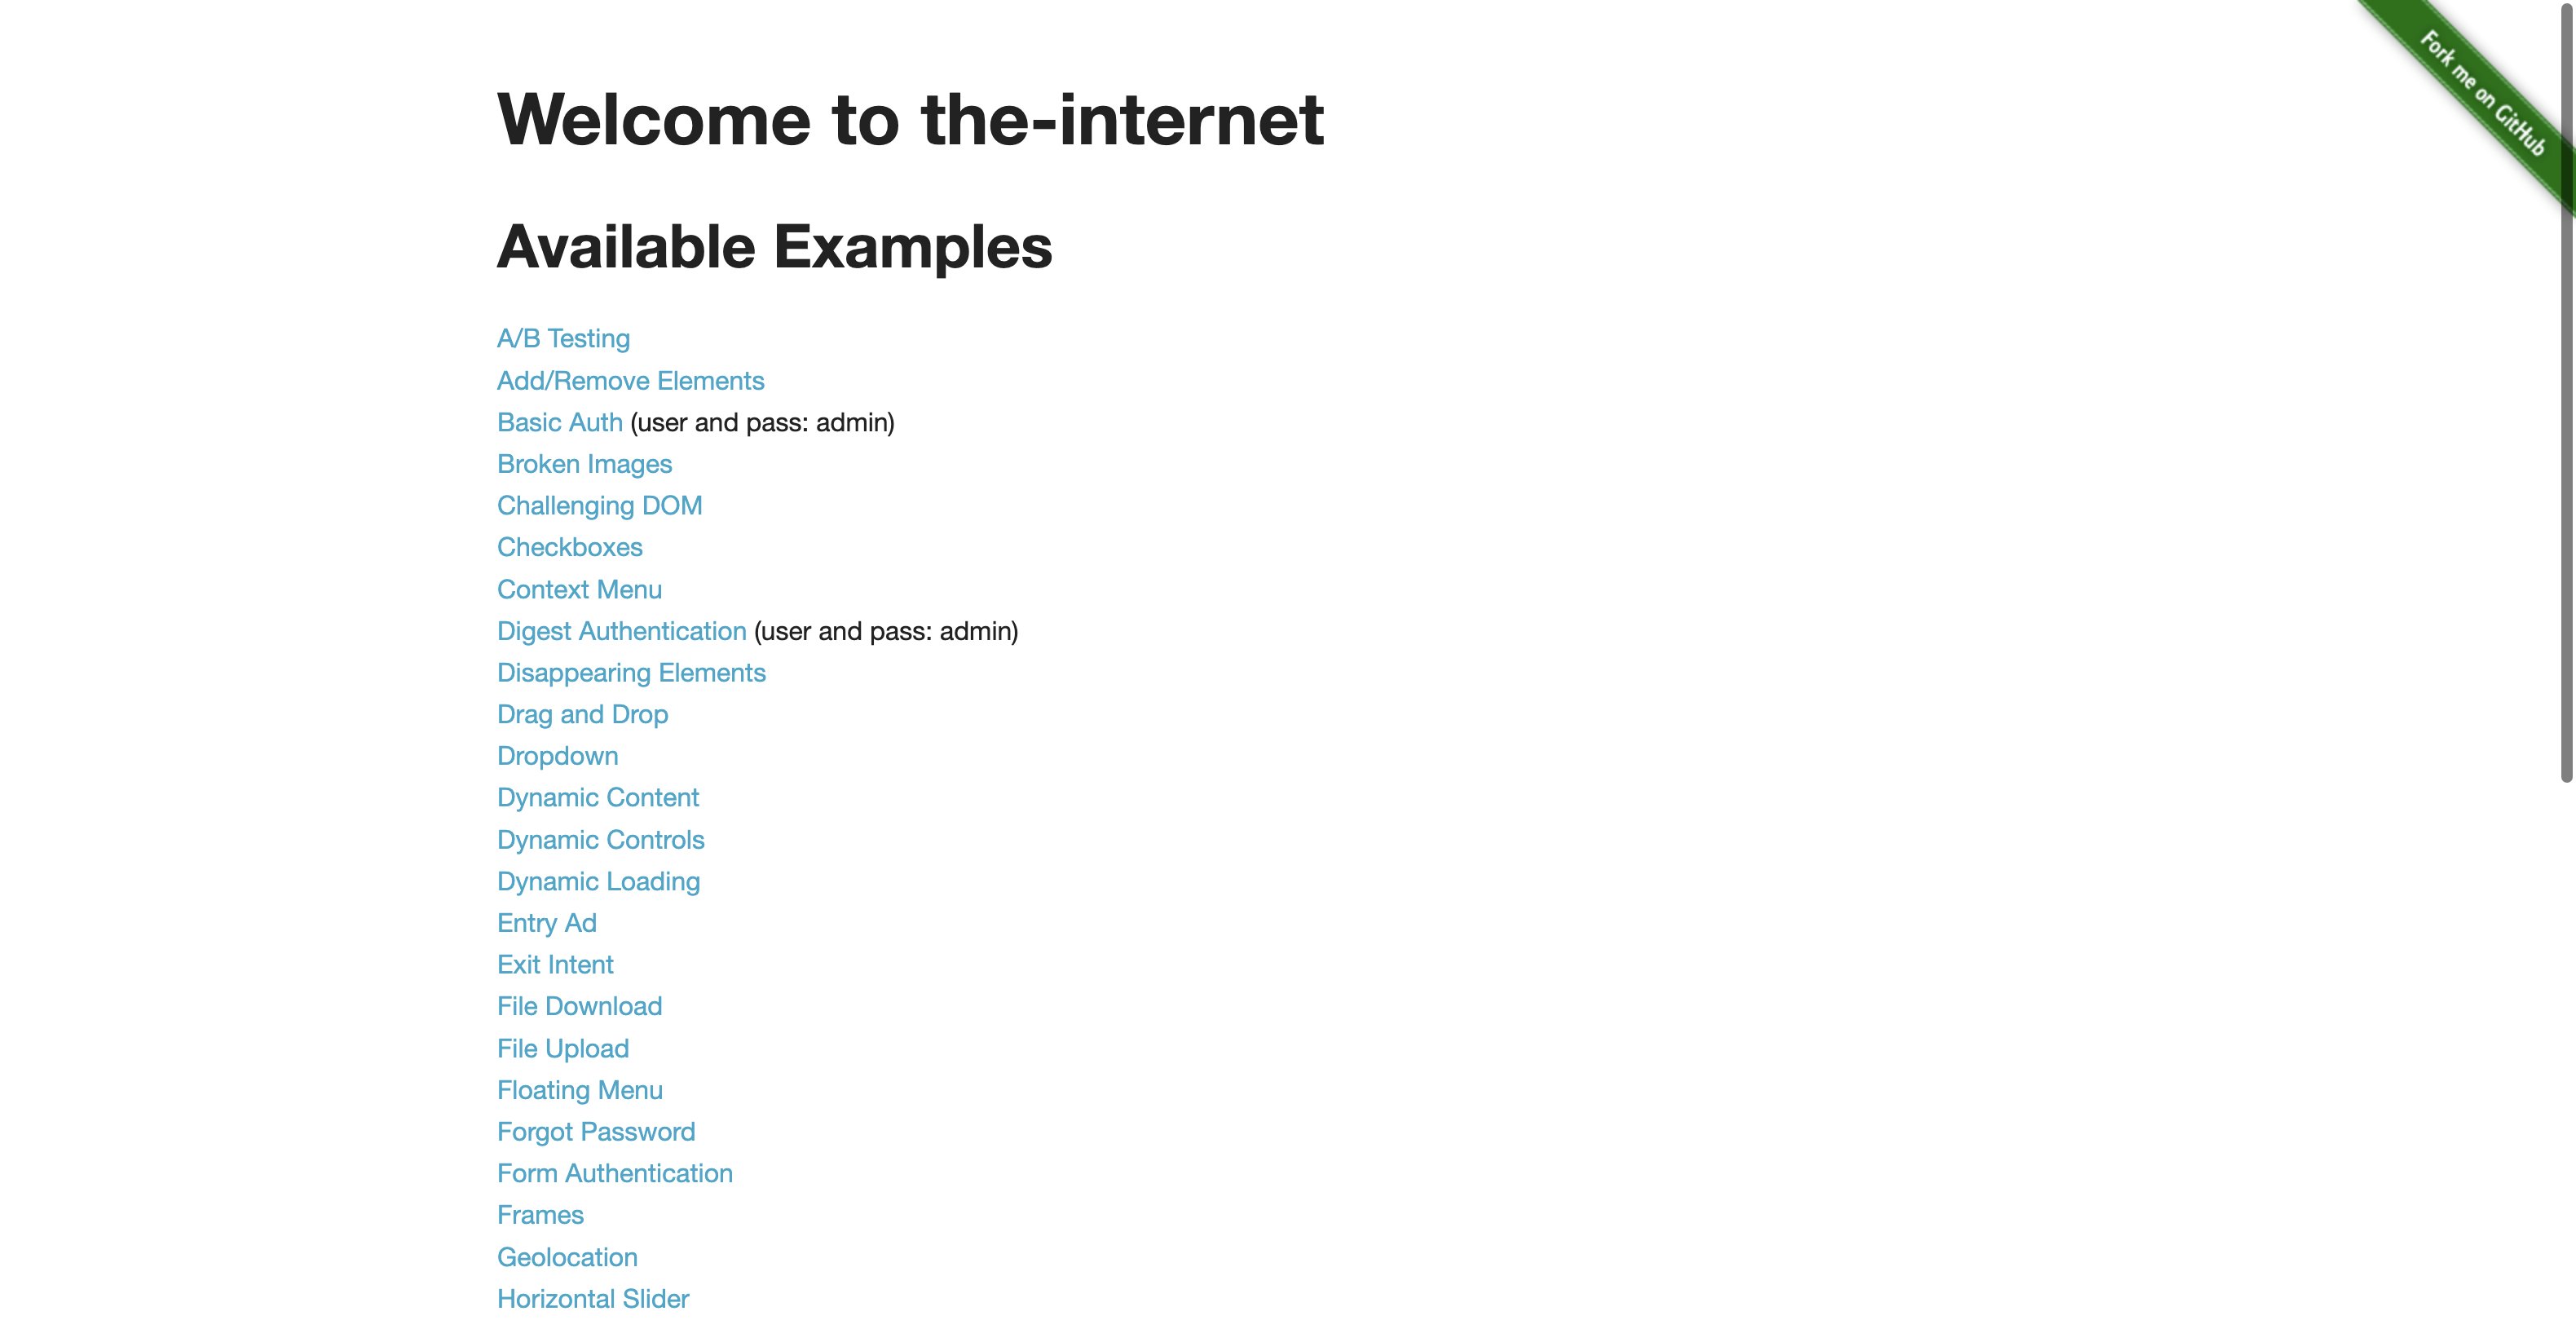 Fork me on GitHub
Welcome to the-internet
Available Examples
A/B Testing
Add/Remove Elements
Basic Auth (user and pass: admin)
Broken Images
Challenging DOM
Checkboxes
Context Menu
Digest Authentication (user and pass: admin)
Disappearing Elements
Drag and Drop
Dropdown
Dynamic Content
Dynamic Controls
Dynamic Loading
Entry Ad
Exit Intent
File Download
File Upload
Floating Menu
Forgot Password
Form Authentication
Frames
Geolocation
Horizontal Slider